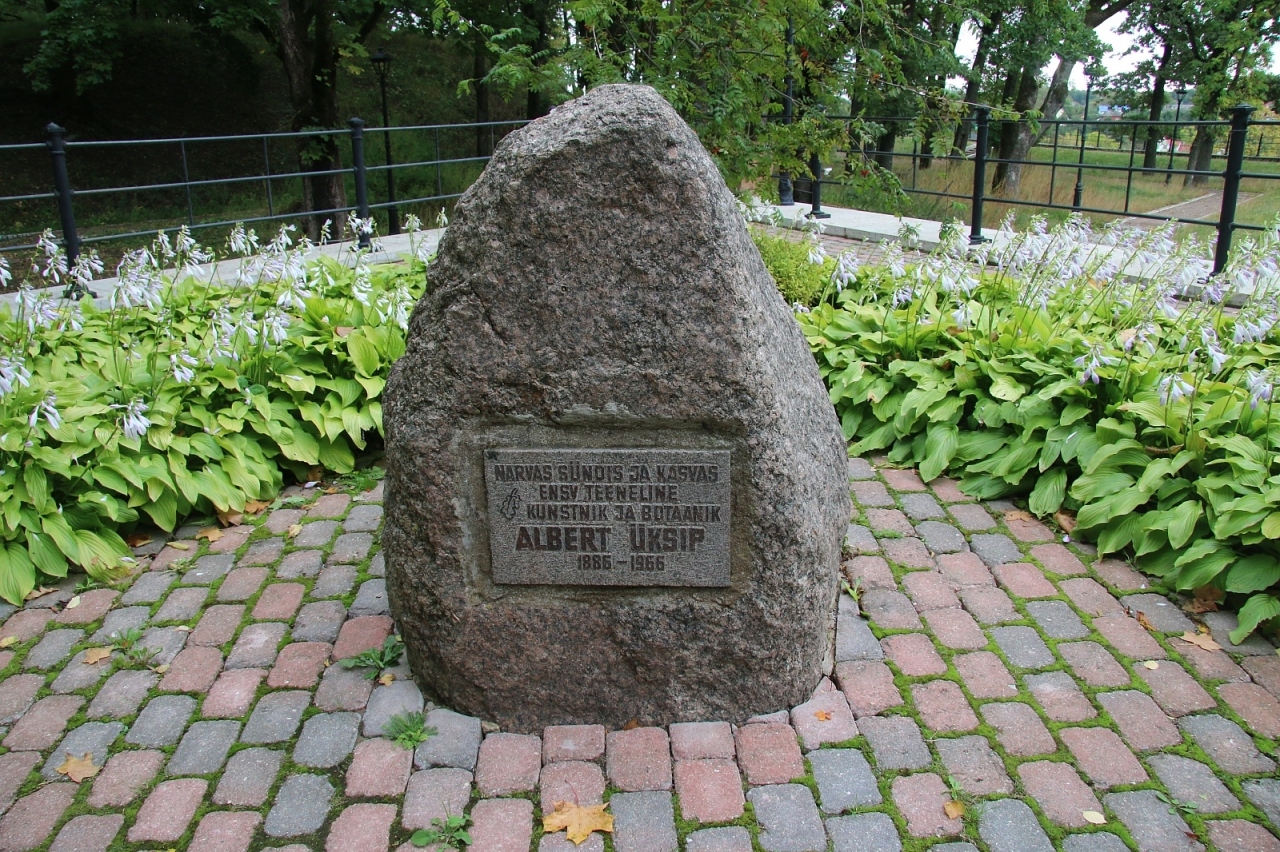 NARVAS SÜNDIS JA KASVAS
ENSV TEENELINE
KUNSTNIK JA BOTAANIK
ALBERT ÜKSIP
1886-1966